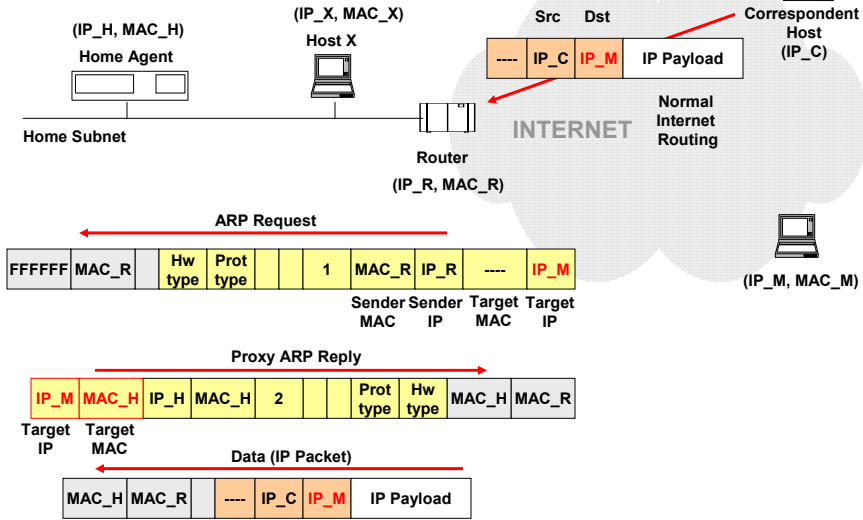 (IP_H, MAC_H)
Home Agent
(IP_X, MAC_X)
Host X
Src Dst
---- IP_C IP_M IP Payload
Correspondent
Host
(IP_C)
Normal
Internet
Routing
INTERNET
Home Subnet
Router
(IP_R, MAC_R)
(IP_M, MAC_M)
ARP Request
FFFFFF MAC_R Hw type Prot type 1 MAC_R IP_R ---- IP_M
Sender MAC Sender IP Target MAC Target IP
Proxy ARP Reply
IP_M MAC_H IP_H MAC_H 2 Prot type Hw type MAC_H MAC_R
Target IP Target MAC
Data (IP Packet)
MAC_H MAC_R ---- IP_C IP_M IP Payload